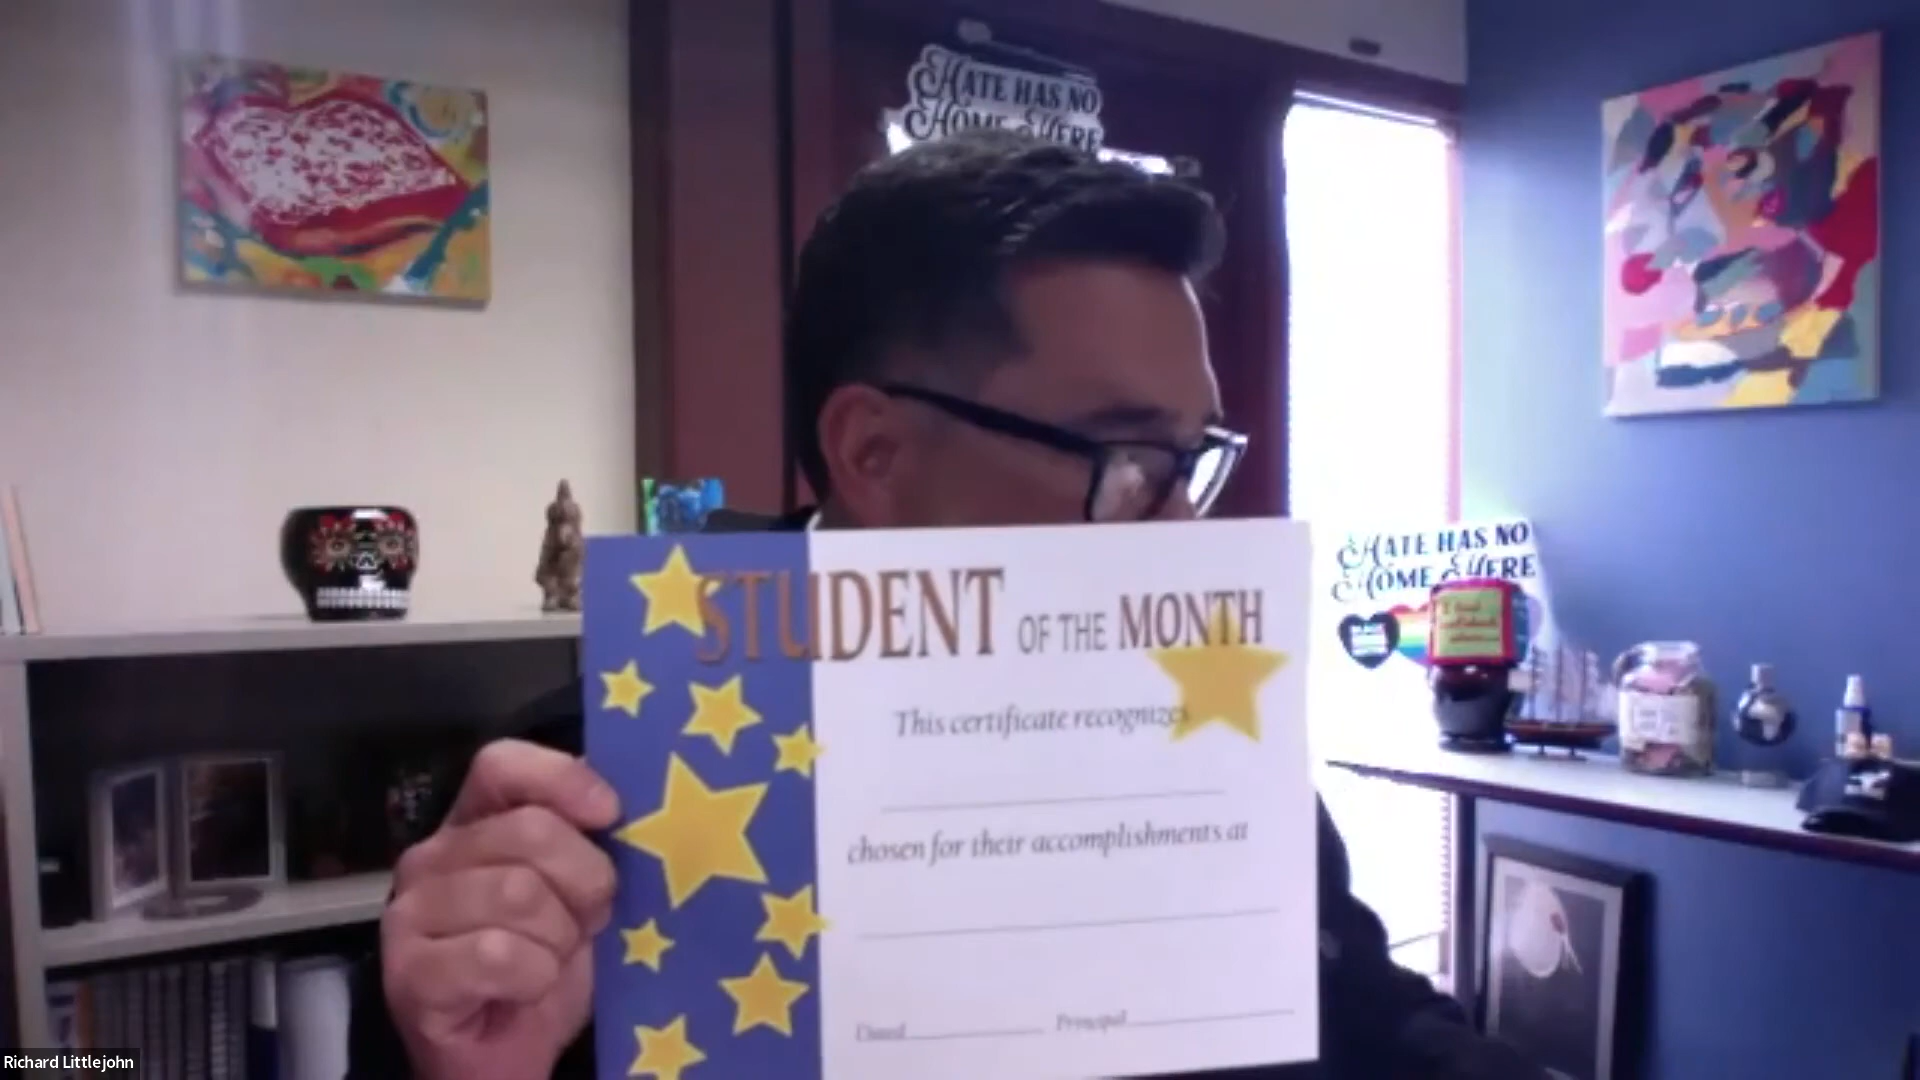 HATE HAS NO
HOME HERE
STUDENT OF THE MONTH
This certificate recognizes
chosen for their accomplishments at
Dated
Principal
HATE HAS NO
HOME HERE
Richard Littlejohn